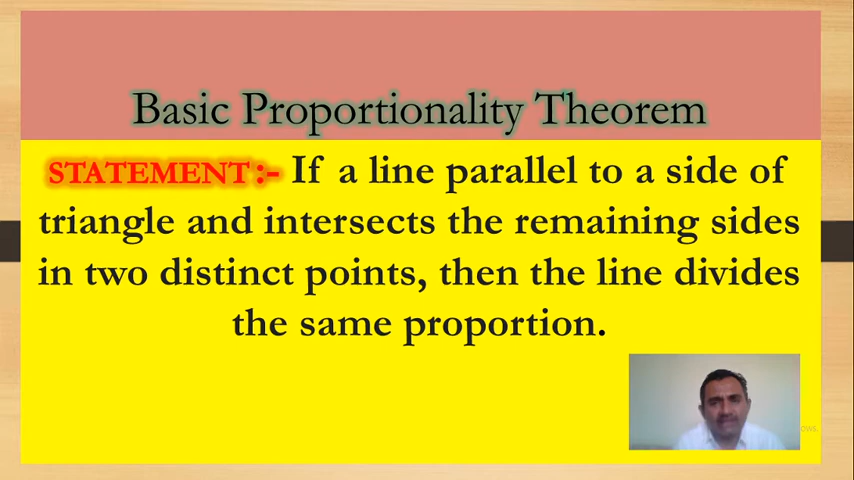 Basic Proportionality Theorem
STATEMENT :- If a line parallel to a side of
triangle and intersects the remaining sides
in two distinct points, then the line divides
the same proportion.